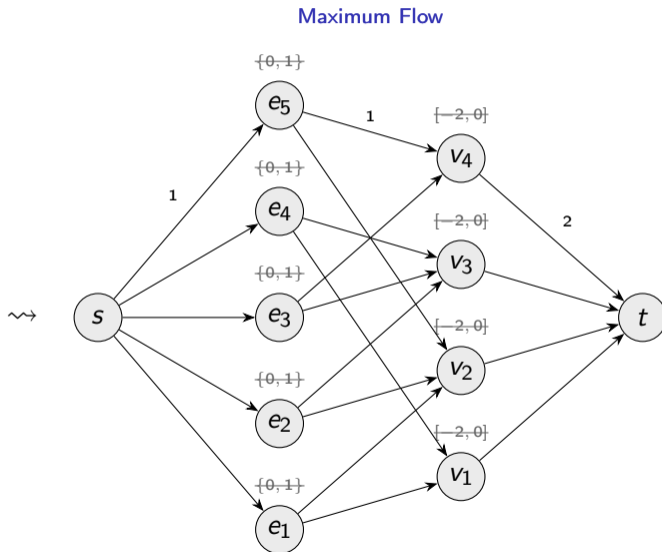 Maximum Flow
{0, 1}
e5
1
[−2, 0]
v4
{0, 1}
1
e4
2
[−2, 0]
v3
{0, 1}
⇝
s
e3
t
[−2, 0]
v2
{0, 1}
e2
[−2, 0]
v1
{0, 1}
e1